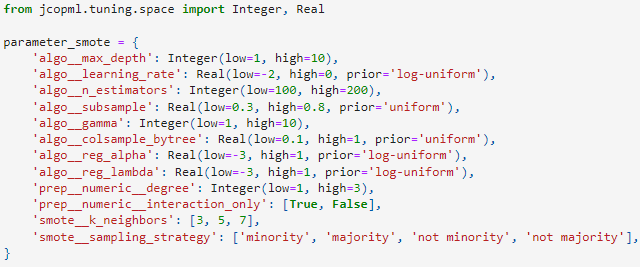 from jcopml.tuning.space import Integer, Real
parameter_smote = {
'algo__max_depth': Integer(low=1, high=10),
'algo__learning_rate': Real(low=-2, high=0, prior='log-uniform'),
'algo__n_estimators': Integer(low=100, high=200),
'algo__subsample': Real(low=0.3, high=0.8, prior='uniform'),
'algo__gamma': Integer(low=1, high=10),
'algo__colsample_bytree': Real(low=0.1, high=1, prior='uniform'),
'algo__reg_alpha': Real(low=-3, high=1, prior='log-uniform'),
'algo__reg_lambda': Real(low=-3, high=1, prior='log-uniform'),
'prep__numeric__degree': Integer(low=1, high=3),
'prep__numeric__interaction_only': [True, False],
'smote__k_neighbors': [3, 5, 7],
'smote__sampling_strategy': ['minority', 'majority', 'not minority', 'not majority'],
}